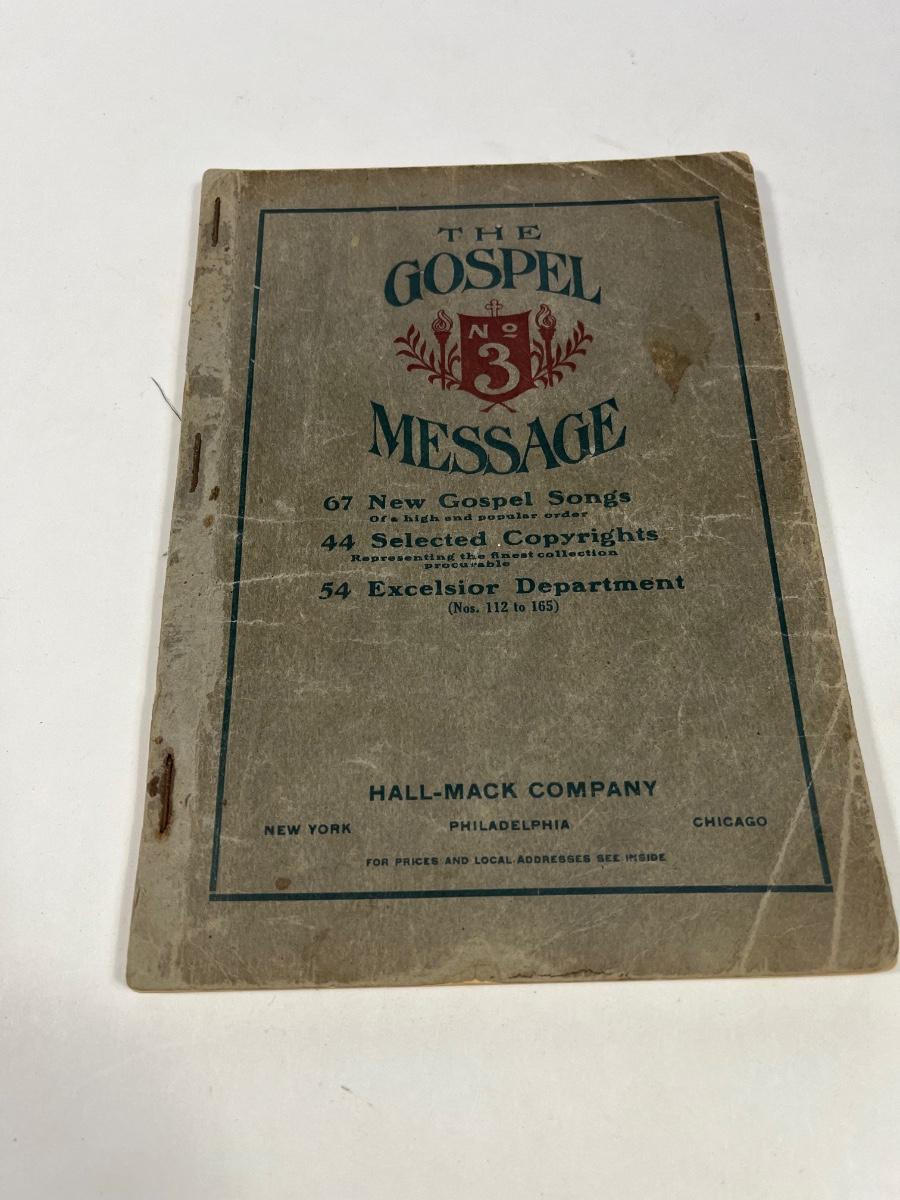 THE
GOSPEL
No
3
MESSAGE
67 New Gospel Songs
Of a high and popular order
44 Selected Copyrights
Representing the finest collection
procurable
54 Excelsior Department
(Nos. 112 to 165)
HALL-MACK COMPANY
NEW YORK PHILADELPHIA CHICAGO
FOR PRICES AND LOCAL ADDRESSES SEE INSIDE